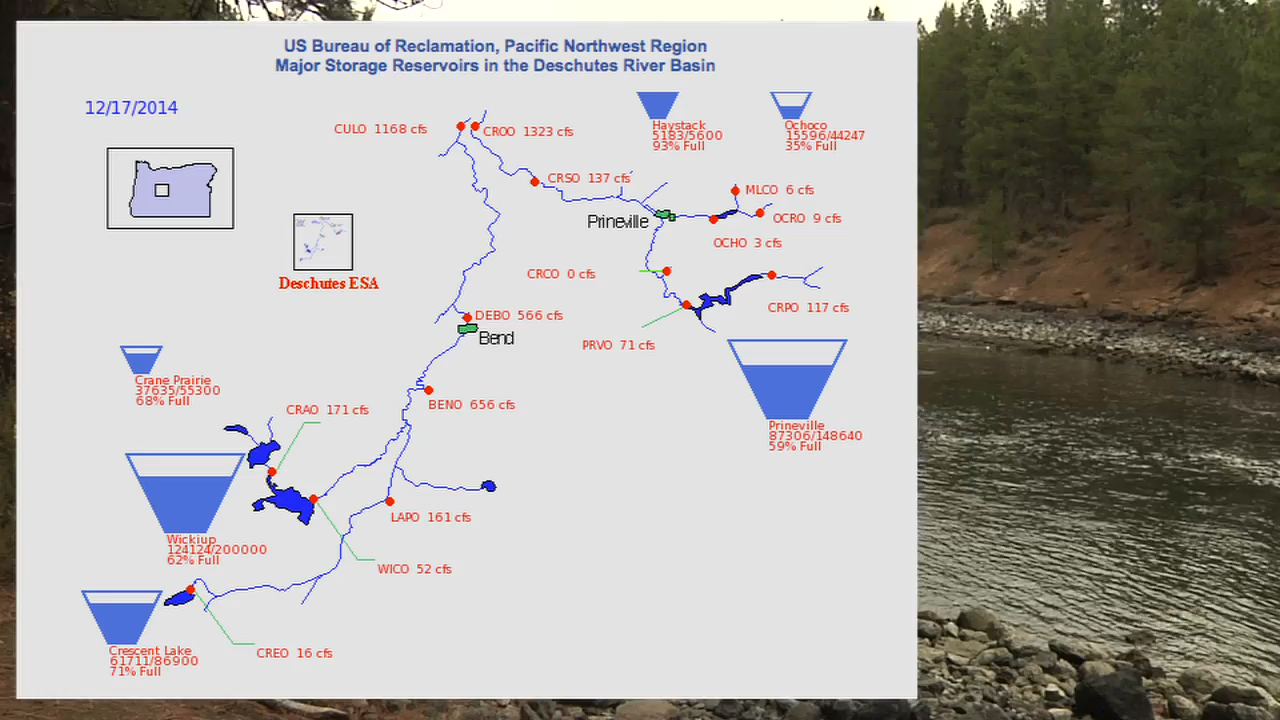 US Bureau of Reclamation, Pacific Northwest Region
Major Storage Reservoirs in the Deschutes River Basin
12/17/2014
CULO 1168 cfs
CROO 1323 cfs
Haystack
5183/5600
93% Full
Ochoco
15596/44247
35% Full
CRSO 137 cfs
MLCO 6 cfs
Prineville
OCRO 9 cfs
OCHO 3 cfs
Deschutes ESA
CRCO 0 cfs
CRPO 117 cfs
DEBO 566 cfs
Bend
PRVO 71 cfs
Crane Prairie
37635/55300
68% Full
CRAO 171 cfs
BENO 656 cfs
Prineville
87306/148640
59% Full
LAPO 161 cfs
Wickiup
124124/200000
62% Full
WICO 52 cfs
Crescent Lake
61711/86900
71% Full
CREO 16 cfs